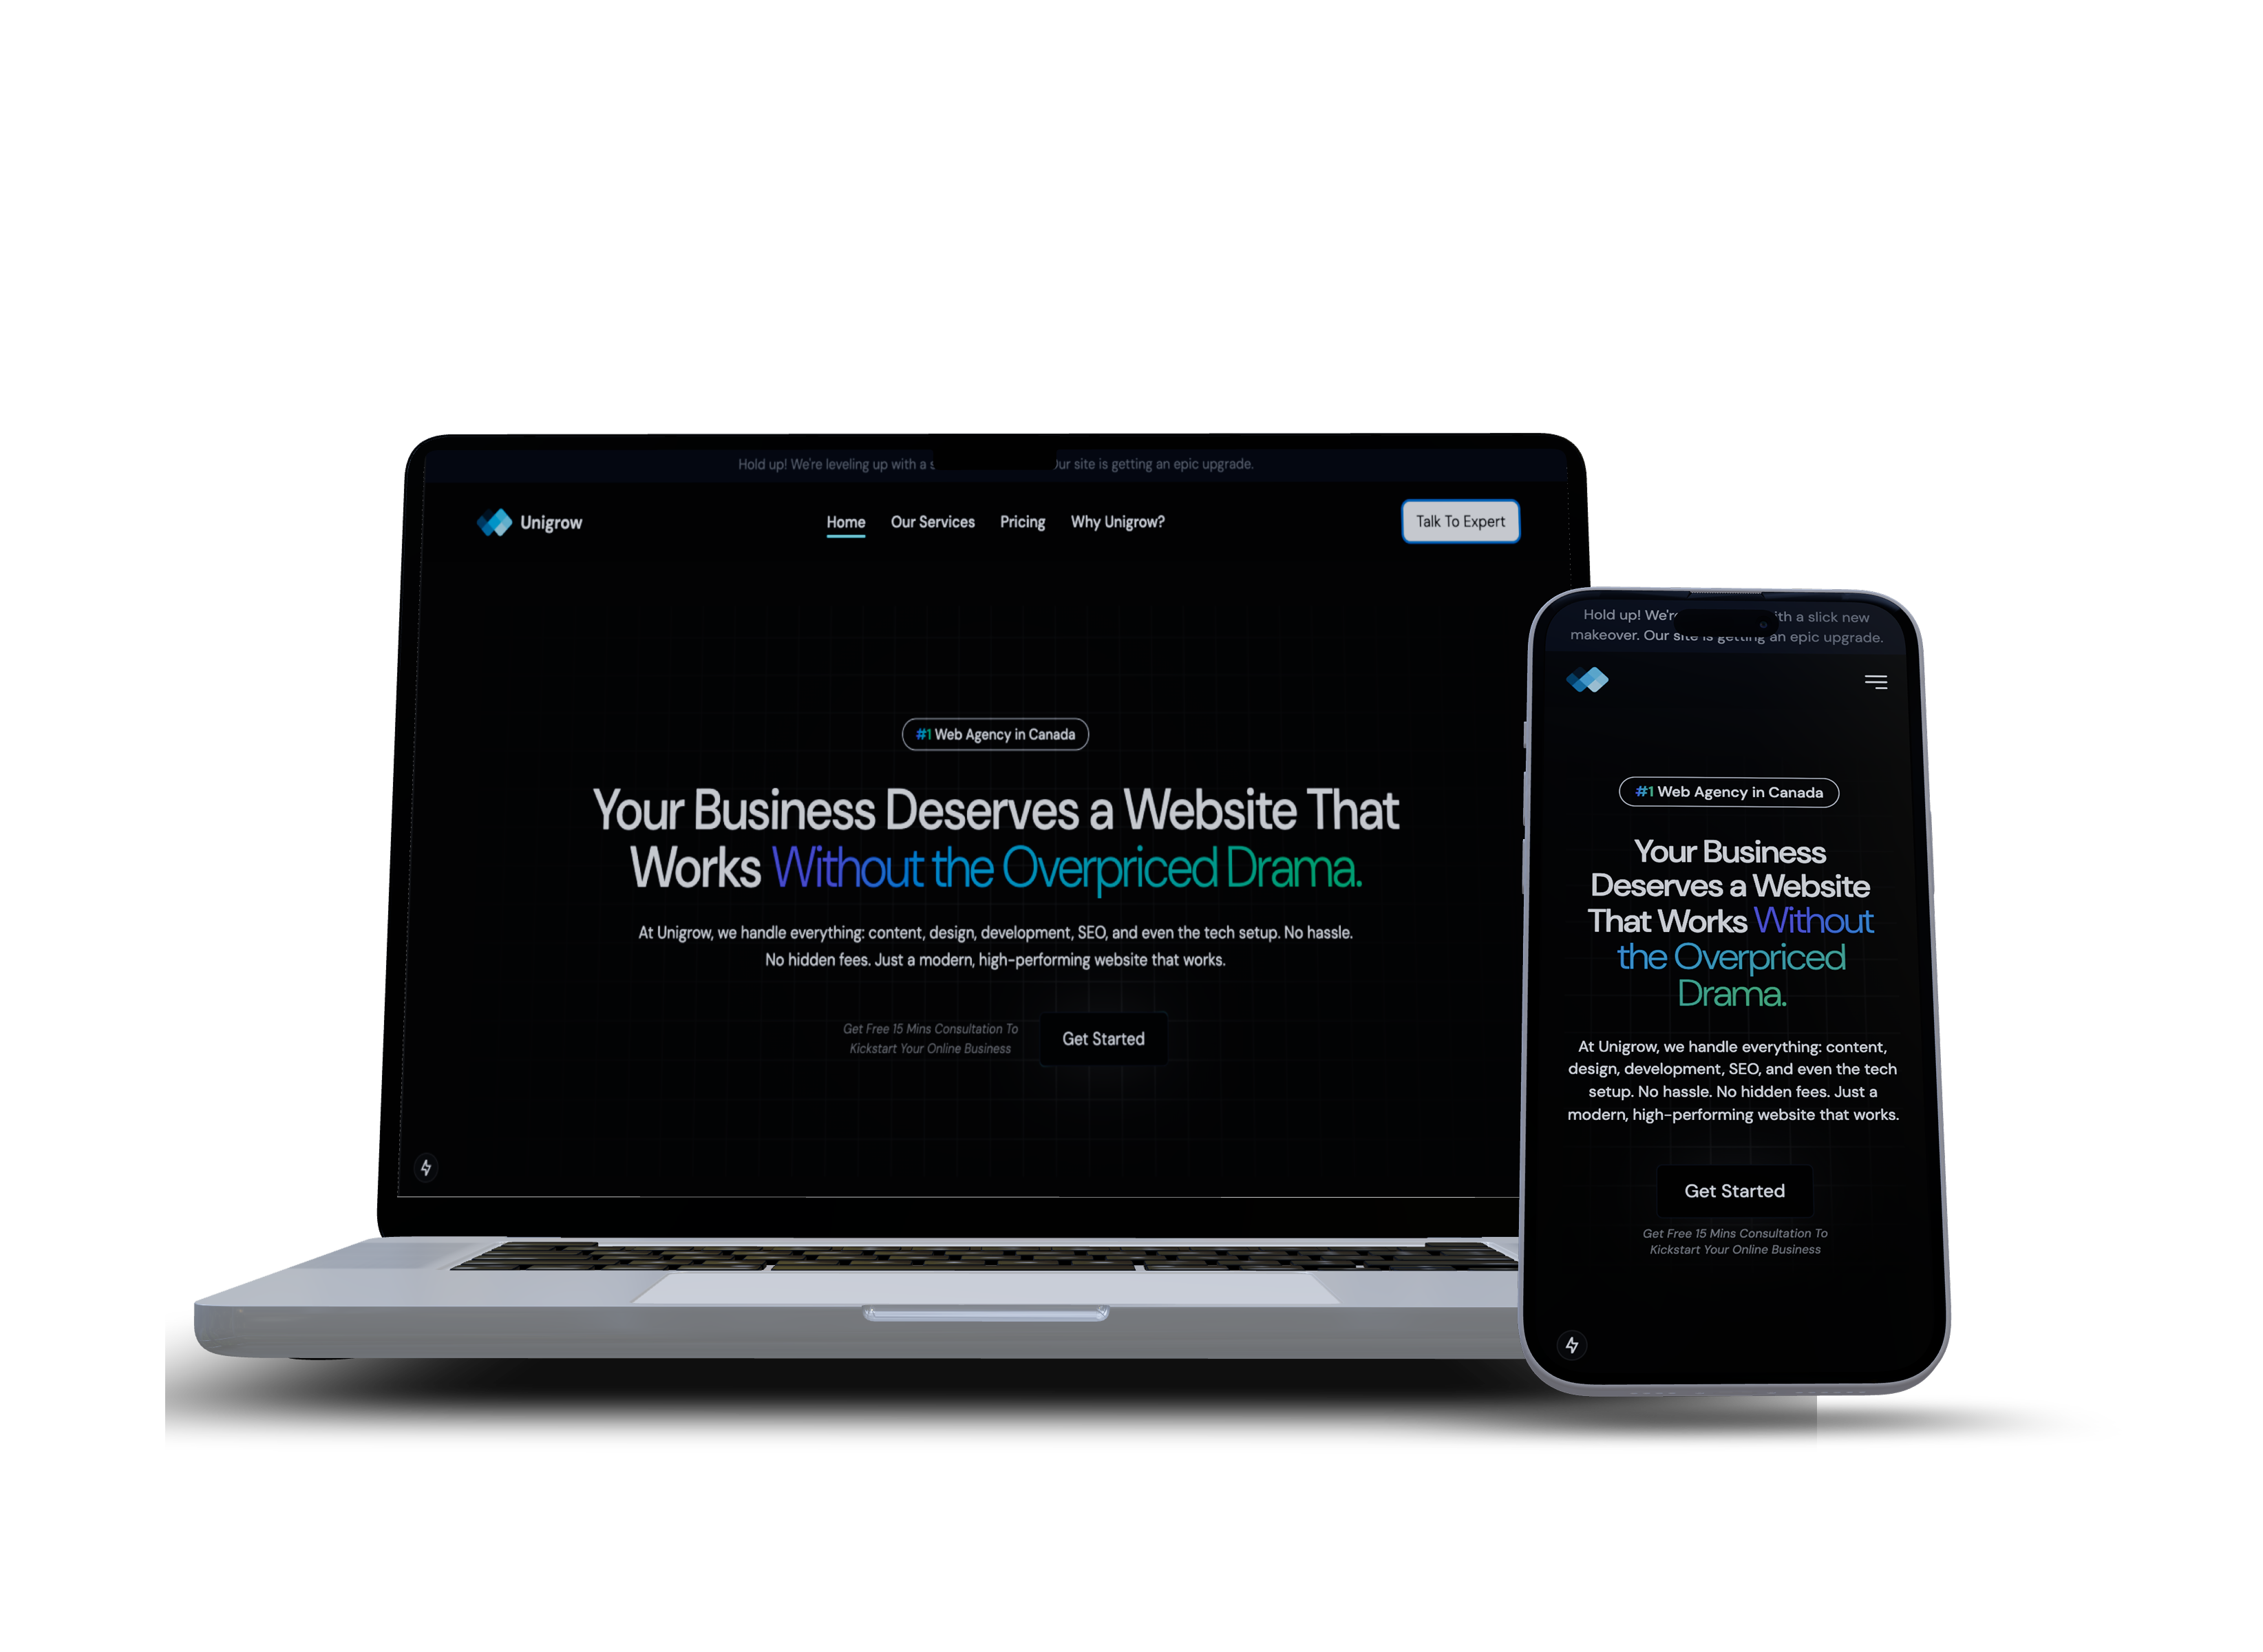 Hold up! We're leveling up with a Our site is getting an epic upgrade.
Unigrow
Home Our Services Pricing Why Unigrow?
Talk To Expert
#1 Web Agency in Canada
Your Business Deserves a Website That
Works Without the Overpriced Drama.
At Unigrow, we handle everything: content, design, development, SEO, and even the tech setup. No hassle.
No hidden fees. Just a modern, high-performing website that works.
Get Free 15 Mins Consultation To
Kickstart Your Online Business
Get Started
Hold up! We're with a slick new
makeover. Our site is getting an epic upgrade.
#1 Web Agency in Canada
Your Business
Deserves a Website
That Works Without
the Overpriced
Drama.
At Unigrow, we handle everything: content,
design, development, SEO, and even the tech
setup. No hassle. No hidden fees. Just a
modern, high-performing website that works.
Get Started
Get Free 15 Mins Consultation To
Kickstart Your Online Business